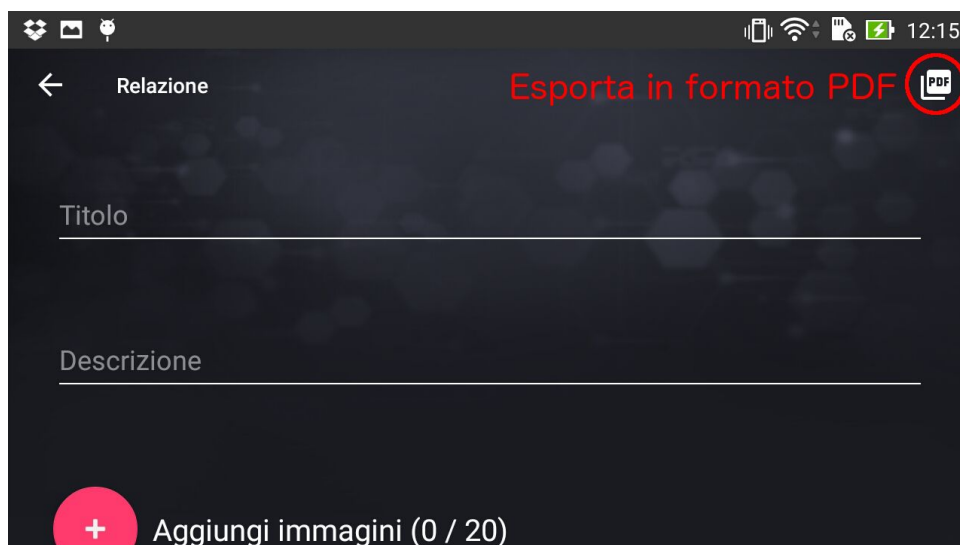 12:15
Relazione
Esporta in formato PDF
PDF
Titolo
Descrizione
+ Aggiungi immagini (0 / 20)